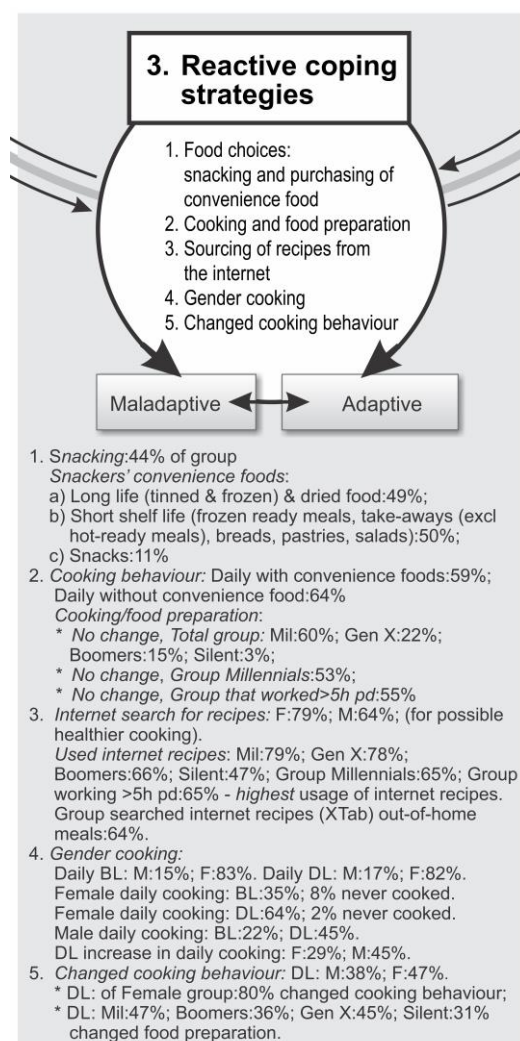 3. Reactive coping
strategies
1. Food choices:
snacking and purchasing of
convenience food
2. Cooking and food preparation
3. Sourcing of recipes from
the internet
4. Gender cooking
5. Changed cooking behaviour
Maladaptive
Adaptive
1. Snacking:44% of group
Snackers' convenience foods:
a) Long life (tinned & frozen) & dried food:49%;
b) Short shelf life (frozen ready meals, take-aways (excl
hot-ready meals), breads, pastries, salads):50%;
c) Snacks:11%
2. Cooking behaviour: Daily with convenience foods:59%;
Daily without convenience food:64%
Cooking/food preparation:
* No change, Total group: Mil:60%; Gen X:22%;
Boomers:15%; Silent:3%;
* No change, Group Millennials:53%;
* No change, Group that worked>5h pd:55%
3. Internet search for recipes: F:79%; M:64%; (for possible
healthier cooking).
Used internet recipes: Mil:79%; Gen X:78%;
Boomers:66%; Silent:47%; Group Millennials:65%; Group
working >5h pd:65% - highest usage of internet recipes.
Group searched internet recipes (XTab) out-of-home
meals:64%.
4. Gender cooking:
Daily BL: M:15%; F:83%. Daily DL: M:17%; F:82%.
Female daily cooking: BL:35%; 8% never cooked.
Female daily cooking: DL:64%; 2% never cooked.
Male daily cooking: BL:22%; DL:45%.
DL increase in daily cooking: F:29%; M:45%.
5. Changed cooking behaviour: DL: M:38%; F:47%.
* DL: of Female group:80% changed cooking behaviour;
* DL: Mil:47%; Boomers:36%; Gen X:45%; Silent:31%
changed food preparation.